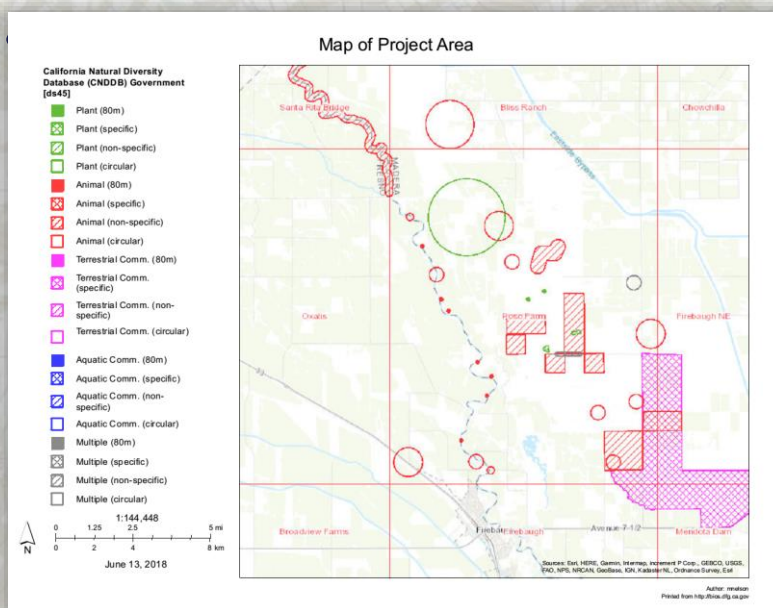 Map of Project Area
California Natural Diversity
Database (CNDDB) Government
[ds45]
Plant (80m)
Plant (specific)
Plant (non-specific)
Plant (circular)
Animal (80m)
Animal (specific)
Animal (non-specific)
Animal (circular)
Terrestrial Comm. (80m)
Terrestrial Comm.
(specific)
Terrestrial Comm. (non-
specific)
Terrestrial Comm. (circular)
Aquatic Comm. (80m)
Aquatic Comm. (specific)
Aquatic Comm. (non-
specific)
Aquatic Comm. (circular)
Multiple (80m)
Multiple (specific)
Multiple (non-specific)
Multiple (circular)
1:144,448
0 1.25 2.5 5 mi
0 2 4 8 km
N
June 13, 2018
Santa Rita Bridge
Bliss Ranch
Chowchilla
Eastside Bypass
MADERA
FRESNO
Oxalis
Poso Farm
Firebaugh NE
33
Broadview Farms
Firebaugh
Avenue 7-1/2
Mendota Dam
Sources: Esri, HERE, Garmin, Intermap, increment P Corp., GEBCO, USGS,
FAO, NPS, NRCAN, GeoBase, IGN, Kadaster NL, Ordnance Survey, Esri
Author: mnelson
Printed from http://bios.dfg.ca.gov